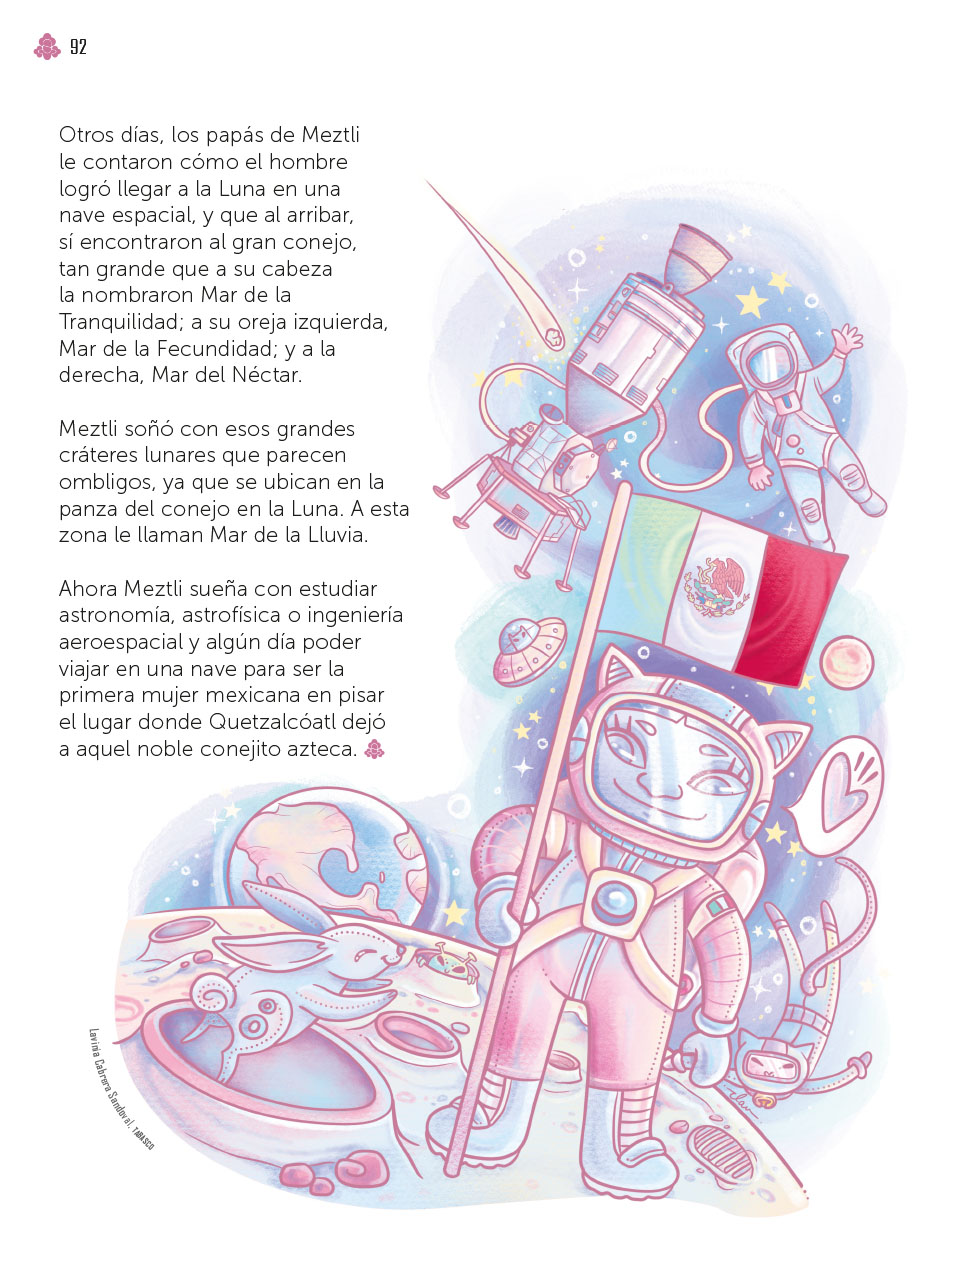 92
Otros días, los papás de Meztli
le contaron cómo el hombre
logró llegar a la Luna en una
nave espacial, y que al arribar,
sí encontraron al gran conejo,
tan grande que a su cabeza
la nombraron Mar de la
Tranquilidad; a su oreja izquierda,
Mar de la Fecundidad; y a la
derecha, Mar del Néctar.
Meztli soñó con esos grandes
cráteres lunares que parecen
ombligos, ya que se ubican en la
panza del conejo en la Luna. A esta
zona le llaman Mar de la Lluvia.
Ahora Meztli sueña con estudiar
astronomía, astrofísica o ingeniería
aeroespacial y algún día poder
viajar en una nave para ser la
primera mujer mexicana en pisar
el lugar donde Quetzalcóatl dejó
a aquel noble conejito azteca.
Lavinia Cabrera Sandoval, TABASCO